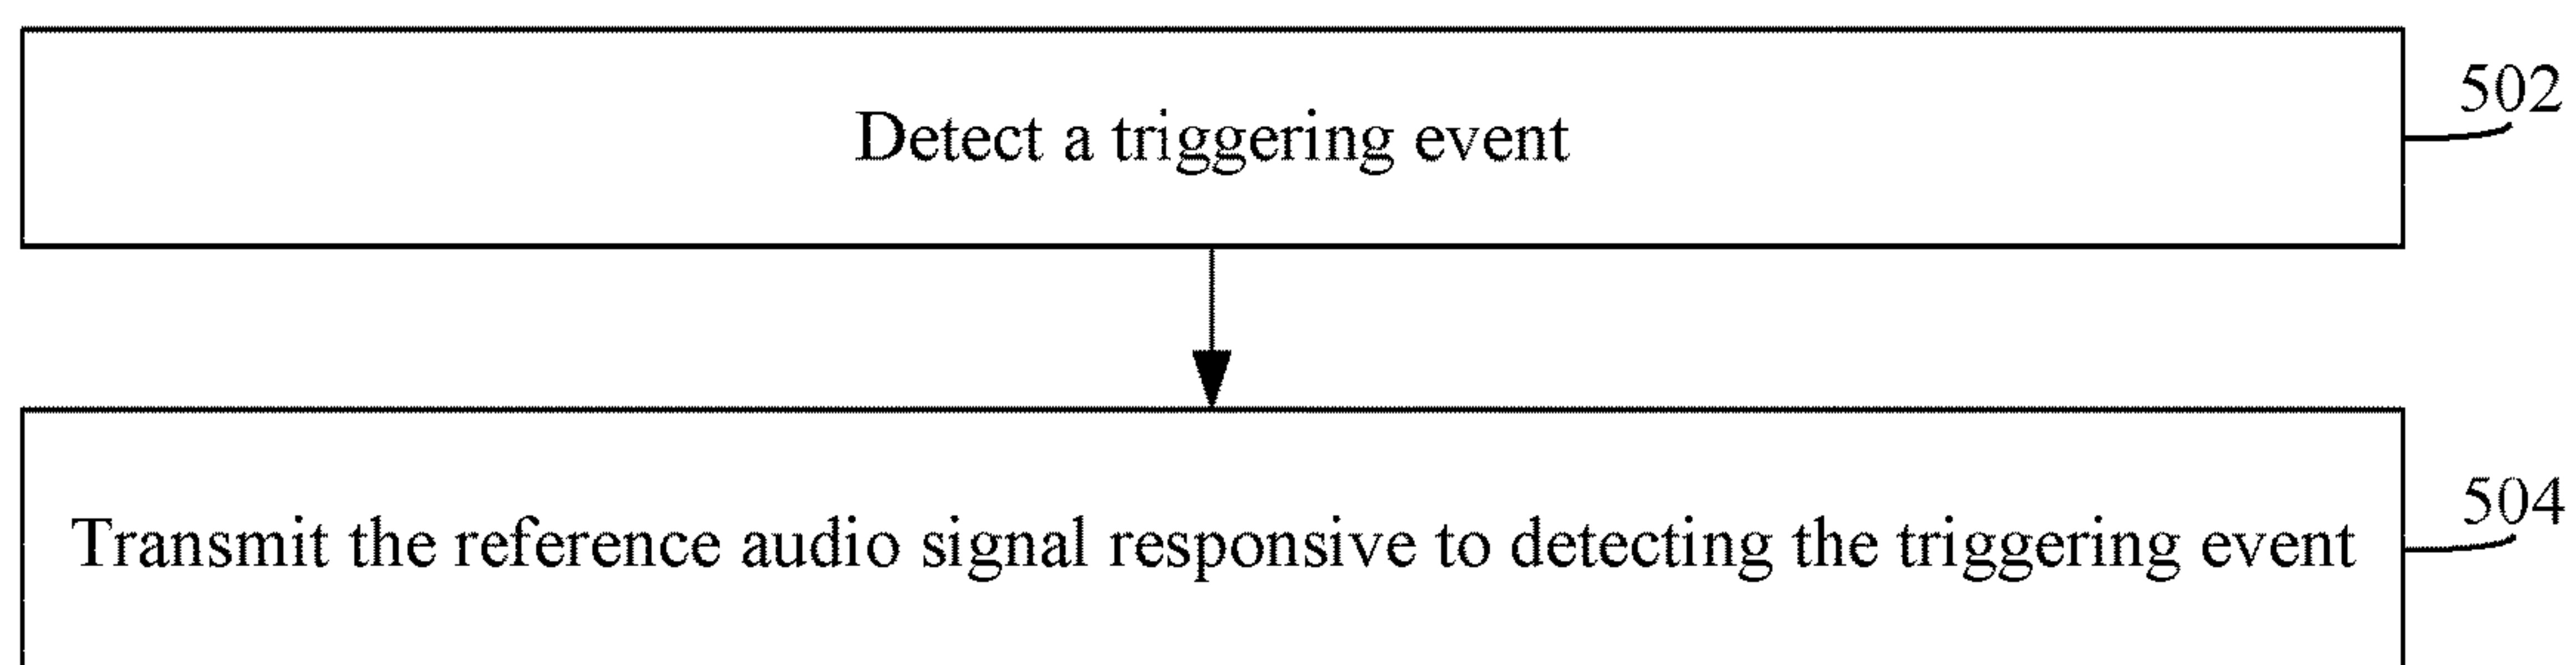 Detect a triggering event
502
Transmit the reference audio signal responsive to detecting the triggering event
504